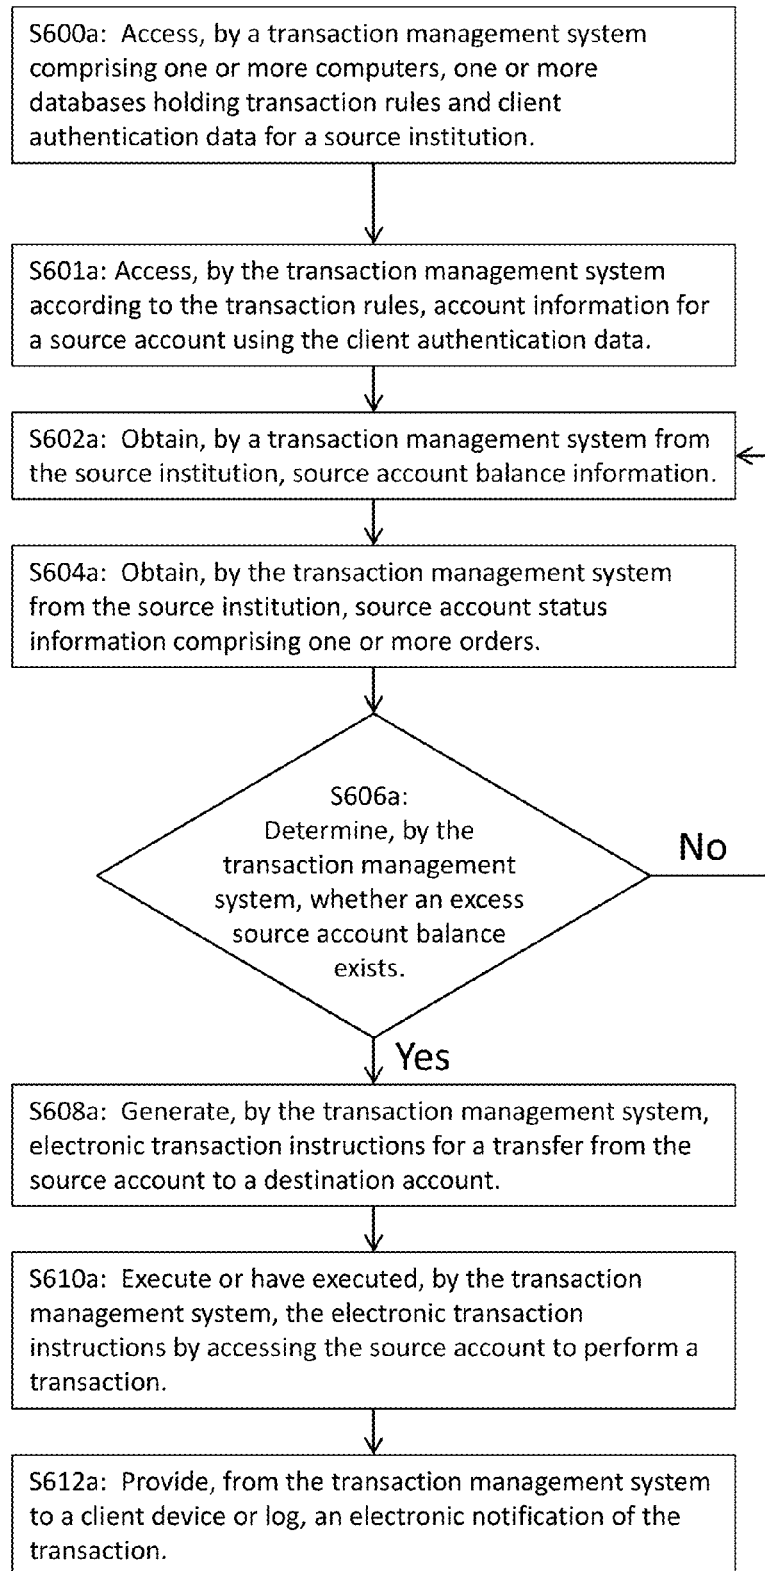 S600a: Access, by a transaction management system
comprising one or more computers, one or more
databases holding transaction rules and client
authentication data for a source institution.
S601a: Access, by the transaction management system
according to the transaction rules, account information for
a source account using the client authentication data.
S602a: Obtain, by a transaction management system from
the source institution, source account balance information.
S604a: Obtain, by the transaction management system
from the source institution, source account status
information comprising one or more orders.
S606a:
Determine, by the
transaction management
system, whether an excess
source account balance
exists.
No
Yes
S608a: Generate, by the transaction management system,
electronic transaction instructions for a transfer from the
source account to a destination account.
S610a: Execute or have executed, by the transaction
management system, the electronic transaction
instructions by accessing the source account to perform a
transaction.
S612a: Provide, from the transaction management system
to a client device or log, an electronic notification of the
transaction.